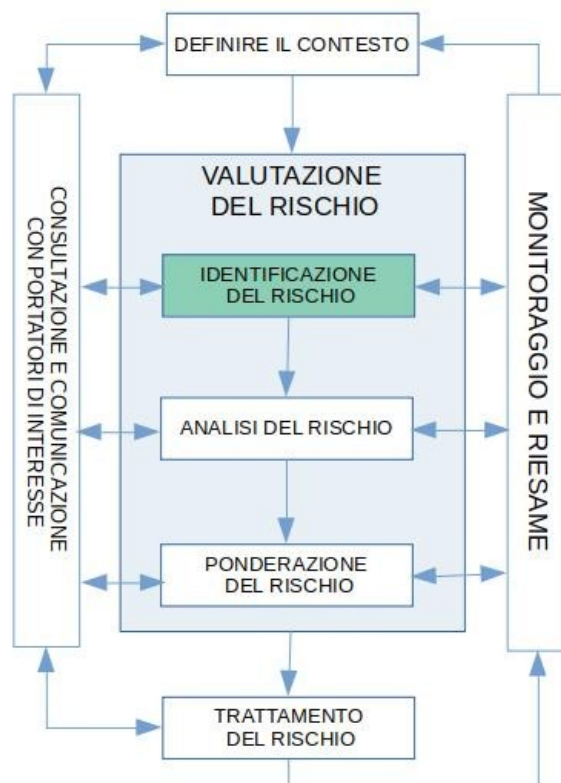 DEFINIRE IL CONTESTO
CONSULTAZIONE E COMUNICAZIONE
CON PORTATORI DI INTERESSE
VALUTAZIONE
DEL RISCHIO
IDENTIFICAZIONE
DEL RISCHIO
ANALISI DEL RISCHIO
PONDERAZIONE
DEL RISCHIO
MONITORAGGIO E RIESAME
TRATTAMENTO
DEL RISCHIO